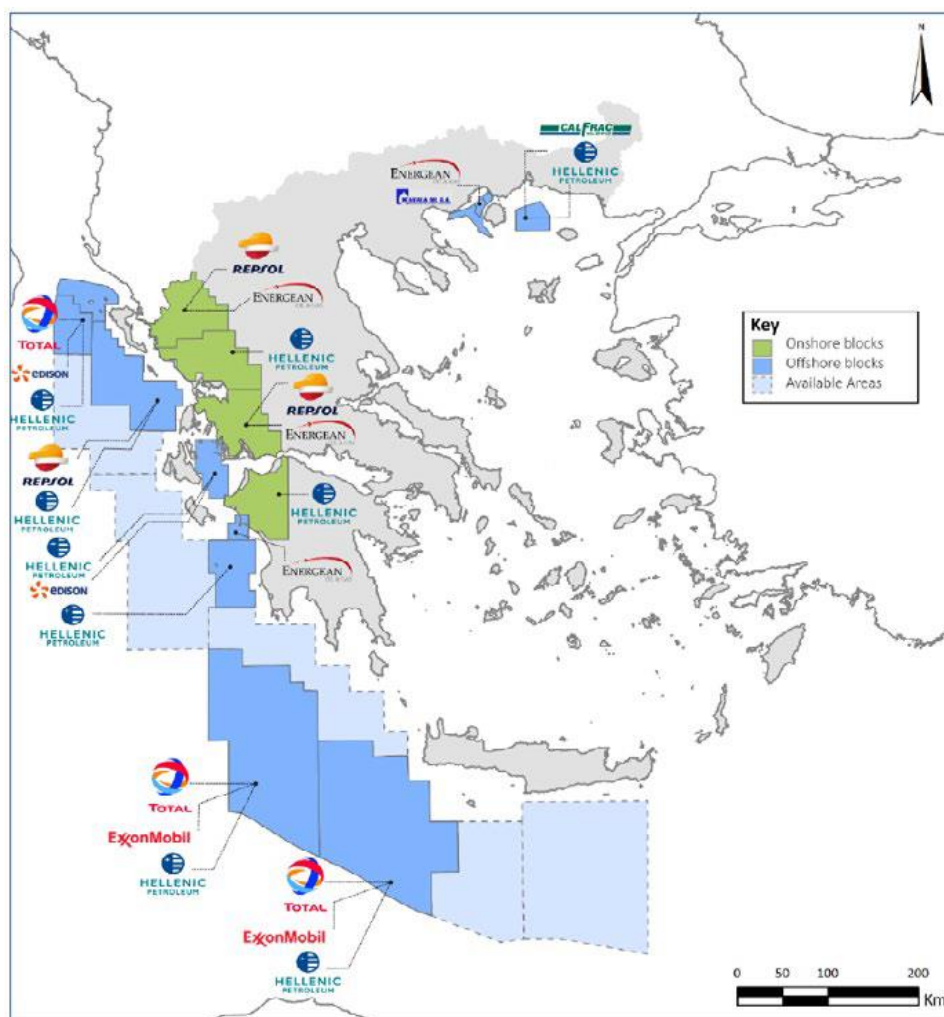 N
CALFRAC
HELLENIC
PETROLEUM
ENERGEAN
REPSOL
ENERGEAN
TOTAL
HELLENIC
PETROLEUM
Key
Onshore blocks
Offshore blocks
Available Areas
EDISON
HELLENIC
PETROLEUM
REPSOL
ENERGEAN
REPSOL
HELLENIC
PETROLEUM
HELLENIC
PETROLEUM
HELLENIC
PETROLEUM
EDISON
ENERGEAN
HELLENIC
PETROLEUM
TOTAL
ExxonMobil
HELLENIC
PETROLEUM
TOTAL
ExxonMobil
HELLENIC
PETROLEUM
0 50 100 200
Km